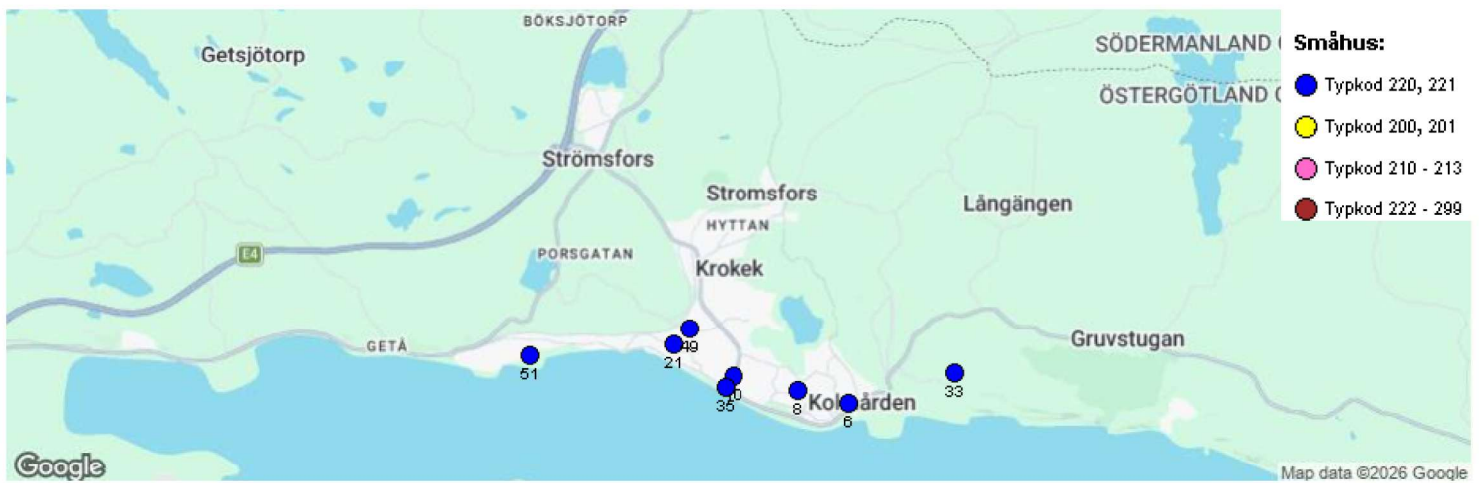 BÖKSJÖTORP
Getsjötorp
SÖDERMANLAND
ÖSTERGÖTLAND
Småhus:
Typkod 220, 221
Typkod 200, 201
Typkod 210 - 213
Typkod 222 - 299
Strömsfors
Stromsfors
Långängen
HYTTAN
E4
PORSGATAN
Krokek
GETÅ
Gruvstugan
49
21
51
35
8
6
33
Google
Map data ©2026 Google